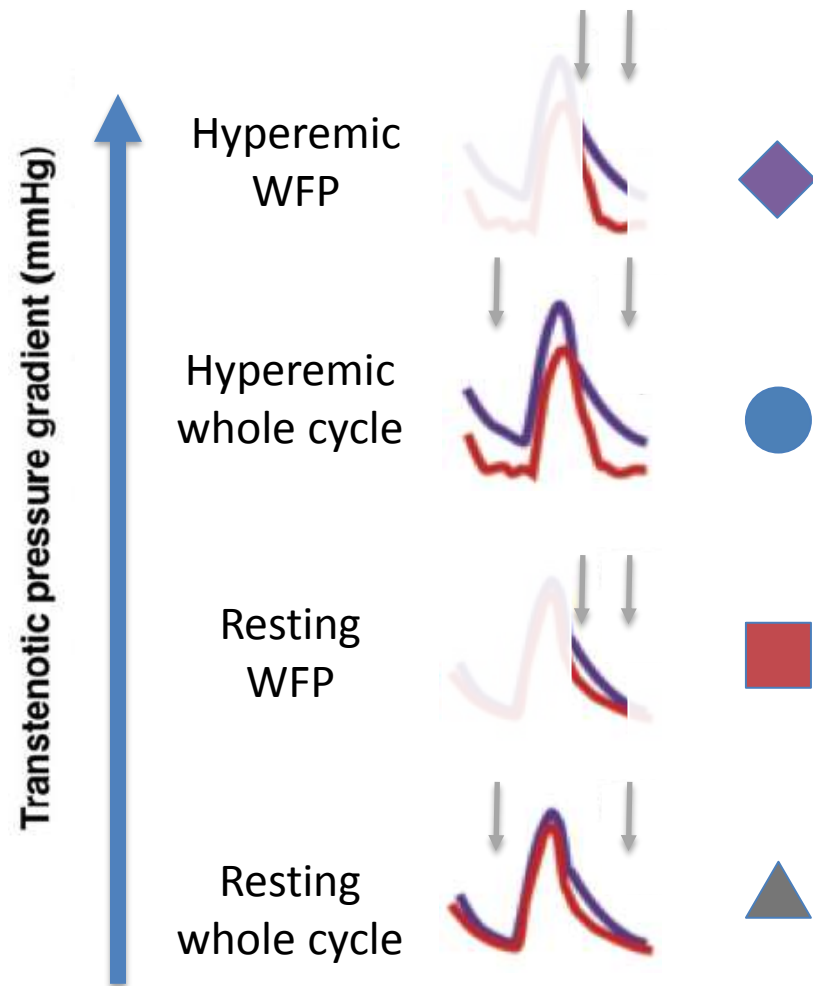 Transtenotic pressure gradient (mmHg)
Hyperemic
WFP
Hyperemic
whole cycle
Resting
WFP
Resting
whole cycle